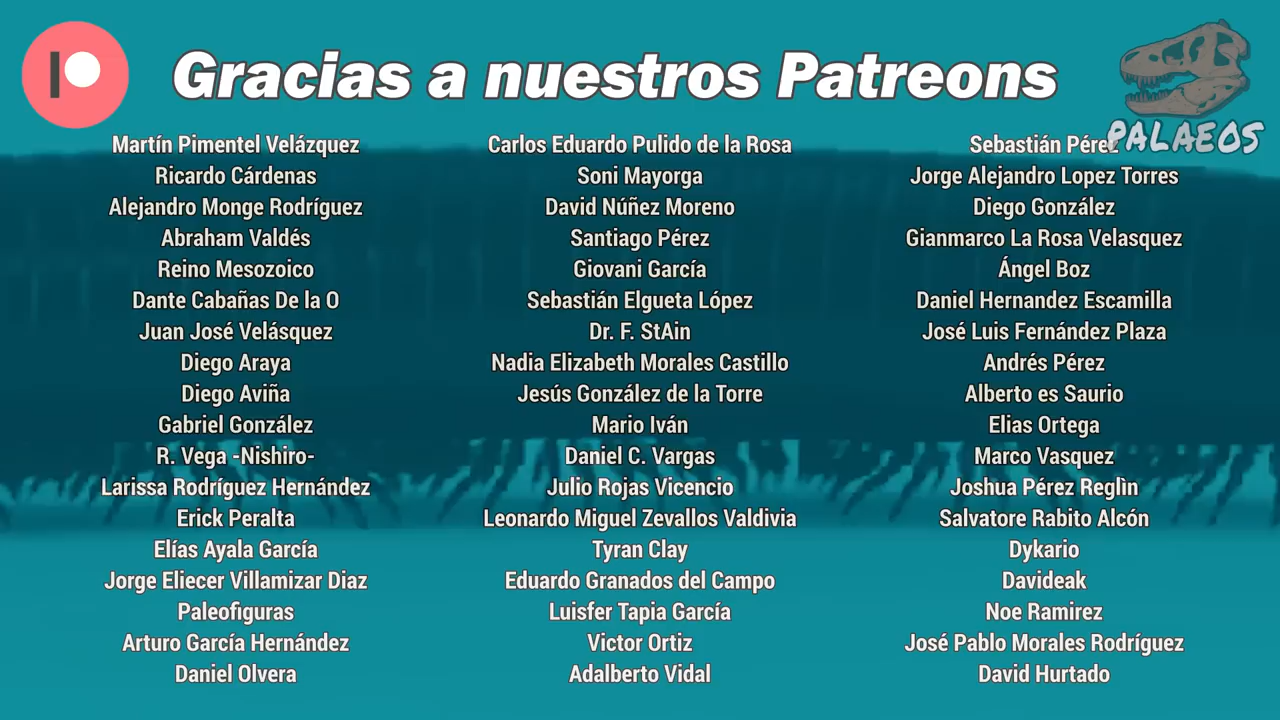 Gracias a nuestros Patreons
PALAEOS
Martín Pimentel Velázquez
Ricardo Cárdenas
Alejandro Monge Rodríguez
Abraham Valdés
Reino Mesozoico
Dante Cabañas De la O
Juan José Velásquez
Diego Araya
Diego Aviña
Gabriel González
R. Vega -Nishiro-
Larissa Rodríguez Hernández
Erick Peralta
Elías Ayala García
Jorge Eliecer Villamizar Diaz
Paleofiguras
Arturo García Hernández
Daniel Olvera
Carlos Eduardo Pulido de la Rosa
Soni Mayorga
David Núñez Moreno
Santiago Pérez
Giovani García
Sebastián Elgueta López
Dr. F. StAin
Nadia Elizabeth Morales Castillo
Jesús González de la Torre
Mario Iván
Daniel C. Vargas
Julio Rojas Vicencio
Leonardo Miguel Zevallos Valdivia
Tyran Clay
Eduardo Granados del Campo
Luisfer Tapia García
Victor Ortiz
Adalberto Vidal
Sebastián Pérez
Jorge Alejandro Lopez Torres
Diego González
Gianmarco La Rosa Velasquez
Ángel Boz
Daniel Hernandez Escamilla
José Luis Fernández Plaza
Andrés Pérez
Alberto es Saurio
Elias Ortega
Marco Vasquez
Joshua Pérez Reglìn
Salvatore Rabito Alcón
Dykario
Davideak
Noe Ramirez
José Pablo Morales Rodríguez
David Hurtado